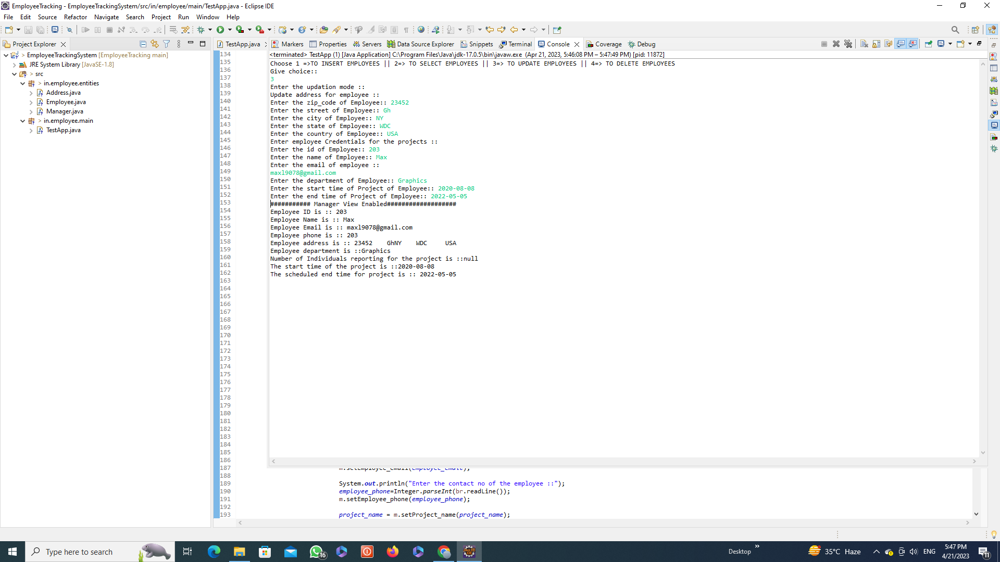 EmployeeTracking - EmployeeTrackingSystem/src/in/employee/main/TestApp.java - Eclipse IDE
File Edit Source Refactor Navigate Search Project Run Window Help
Project Explorer
TestApp.java
Markers Properties Servers Data Source Explorer Snippets Terminal Console Coverage Debug
> EmployeeTrackingSystem [EmployeeTracking main]
JRE System Library [JavaSE-1.8]
> src
> in.employee.entities
Address.java
Employee.java
Manager.java
> in.employee.main
TestApp.java
<terminated> TestApp (1) [Java Application] C:\Program Files\Java\jdk-17.0.5\bin\javaw.exe (Apr 21, 2023, 5:46:08 PM – 5:47:49 PM) [pid: 11872]
Choose 1 =>TO INSERT EMPLOYEES || 2=> TO SELECT EMPLOYEES || 3=> TO UPDATE EMPLOYEES || 4=> TO DELETE EMPLOYEES
Give choice::
3
Enter the updation mode ::
Update address for employee ::
Enter the zip_code of Employee:: 23452
Enter the street of Employee:: Gh
Enter the city of Employee:: NY
Enter the state of Employee:: WDC
Enter the country of Employee:: USA
Enter employee Credentials for the projects ::
Enter the id of Employee:: 203
Enter the name of Employee:: Max
Enter the email of employee ::
maxl9078@gmail.com
Enter the department of Employee:: Graphics
Enter the start time of Project of Employee:: 2020-08-08
Enter the end time of Project of Employee:: 2022-05-05
########### Manager View Enabled###################
Employee ID is :: 203
Employee Name is :: Max
Employee Email is :: maxl9078@gmail.com
Employee phone is :: 203
Employee address is :: 23452    GhNY    WDC     USA
Employee department is ::Graphics
Number of Individuals reporting for the project is ::null
The start time of the project is ::2020-08-08
The scheduled end time for project is :: 2022-05-05
134
135
136
137
138
139
140
141
142
143
144
145
146
147
148
149
150
151
152
153
154
155
156
157
158
159
160
161
162
163
164
165
166
167
168
169
170
171
172
173
174
175
176
177
178
179
180
181
182
183
184
185
186
187 m.setEmployee_email(employee_email);
188
189 System.out.println("Enter the contact no of the employee ::");
190 employee_phone=Integer.parseInt(br.readLine());
191 m.setEmployee_phone(employee_phone);
192
193 project_name = m.setProject_name(project_name);
Type here to search
16
Desktop
35°C Haze
ENG
5:47 PM
4/21/2023
11